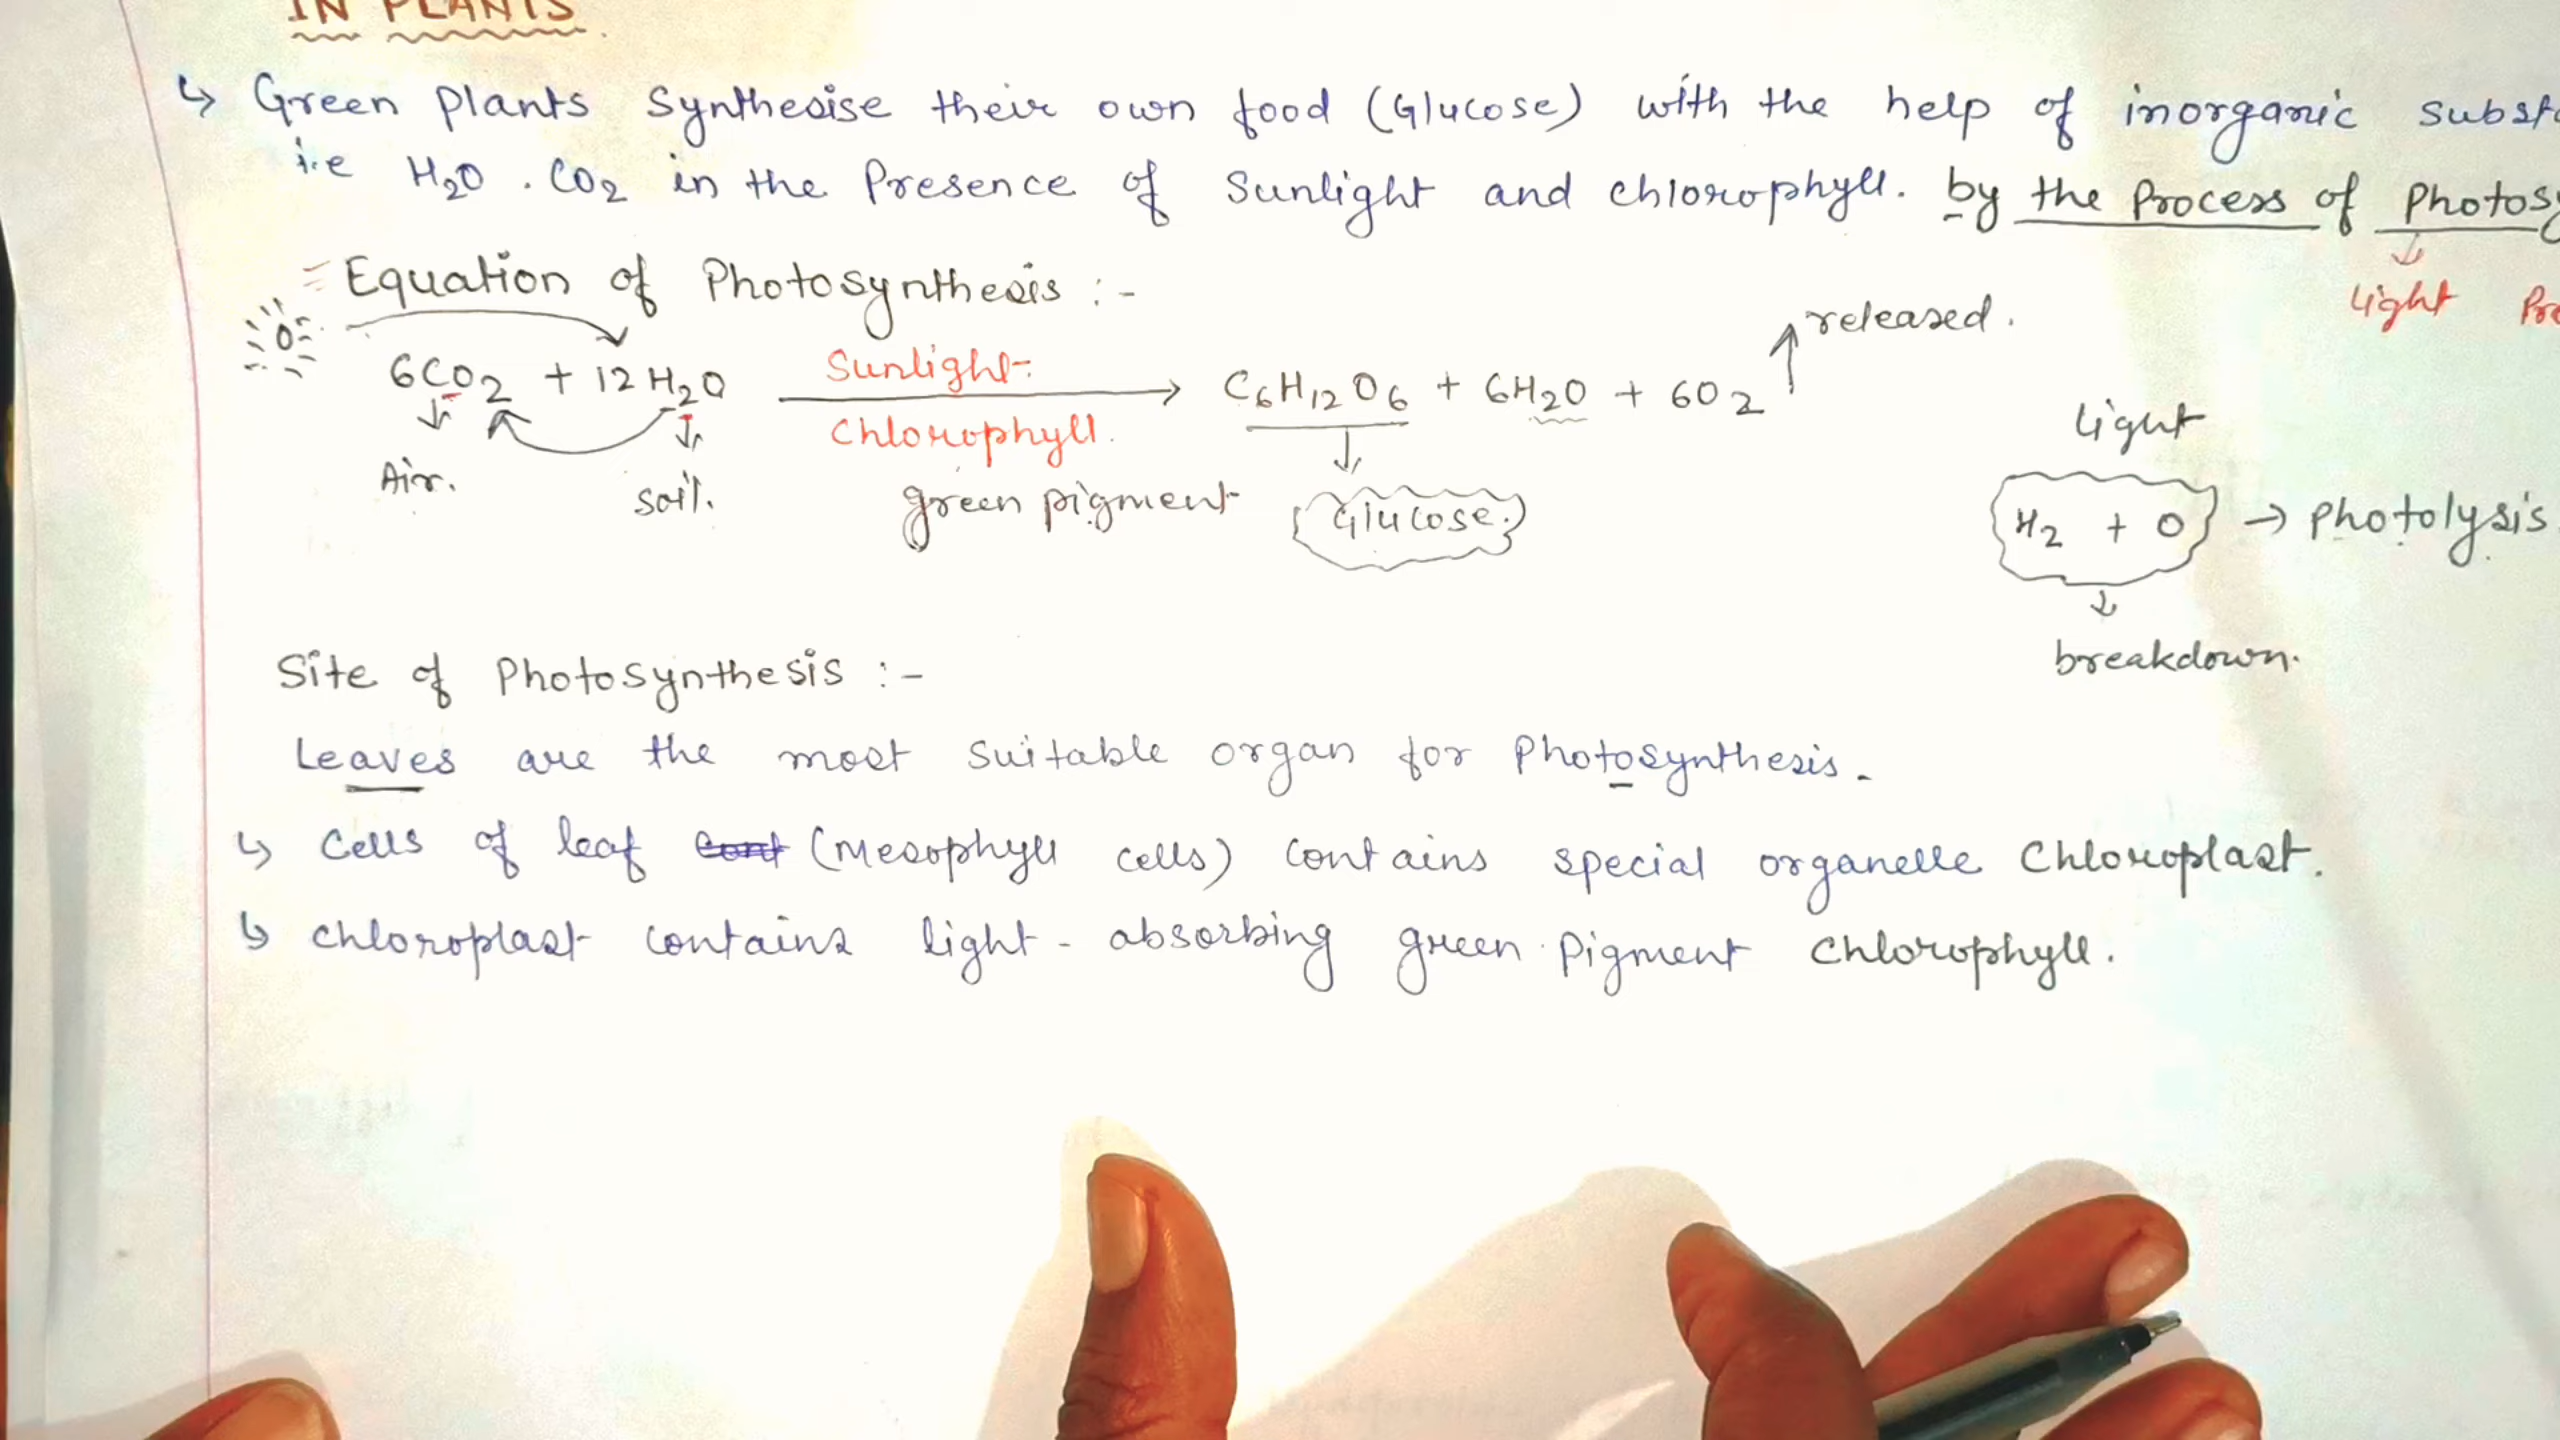 IN PLANTS.
↳ Green plants synthesise their own food (Glucose) with the help of inorganic subst
i.e H₂O . CO₂ in the presence of sunlight and chlorophyll. by the process of Photosy
Equation of Photosynthesis :-
released.
light Pro
6CO₂ + 12H₂O Sunlight Chlorophyll. → C₆H₁₂O₆ + 6H₂O + 6O₂ ↑
Air. soil. green pigment Glucose.
light
H₂ + O → photolysis
breakdown.
Site of Photosynthesis :-
Leaves are the most suitable organ for Photosynthesis.
↳ Cells of leaf (Mesophyll cells) contains special organelle Chloroplast.
↳ chloroplast contains light - absorbing green pigment chlorophyll.